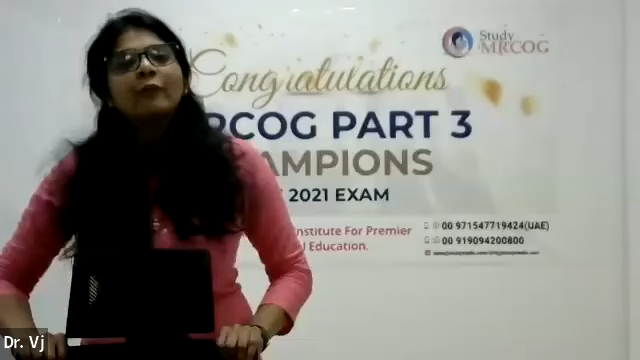 Study
MRCOG
Congratulations
RCOG PART 3
AMPIONS
2021 EXAM
nstitute For Premier
00 971547719424(UAE)
l Education.
00 919094200800
Dr. Vj